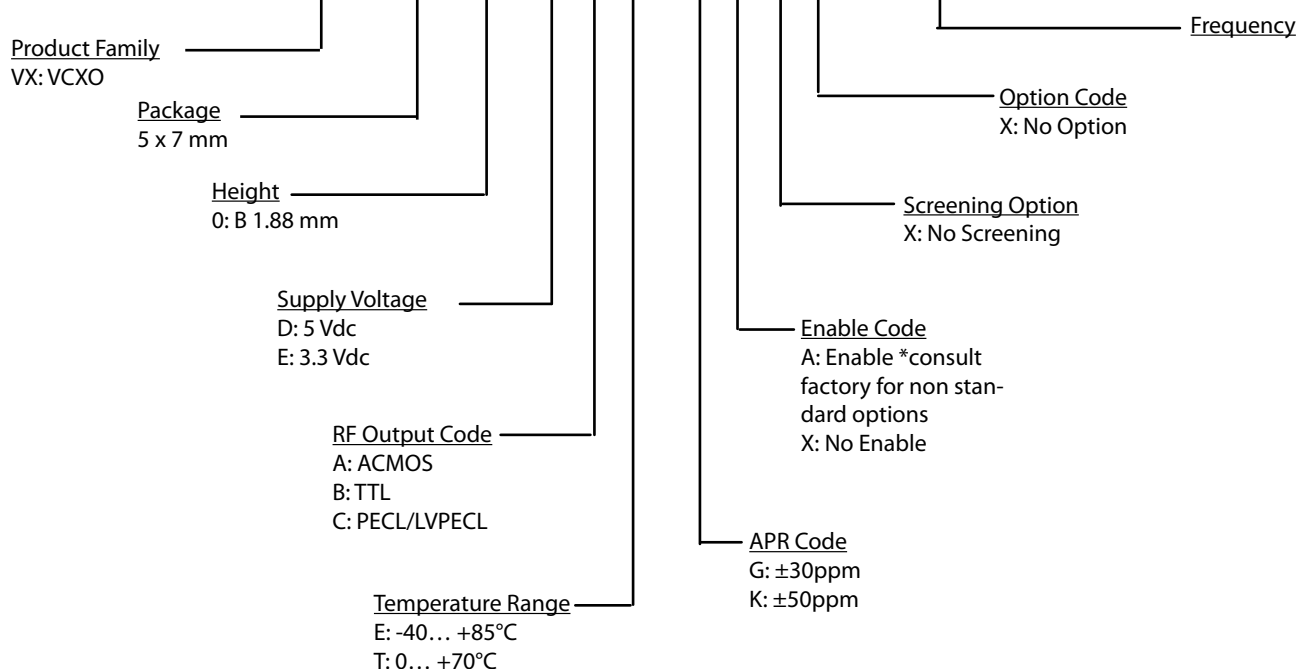 Frequency
Product Family
VX: VCXO
Package
5 x 7 mm
Option Code
X: No Option
Height
0: B 1.88 mm
Screening Option
X: No Screening
Supply Voltage
D: 5 Vdc
E: 3.3 Vdc
Enable Code
A: Enable *consult
factory for non stan-
dard options
X: No Enable
RF Output Code
A: ACMOS
B: TTL
C: PECL/LVPECL
APR Code
G: ±30ppm
K: ±50ppm
Temperature Range
E: -40… +85°C
T: 0… +70°C